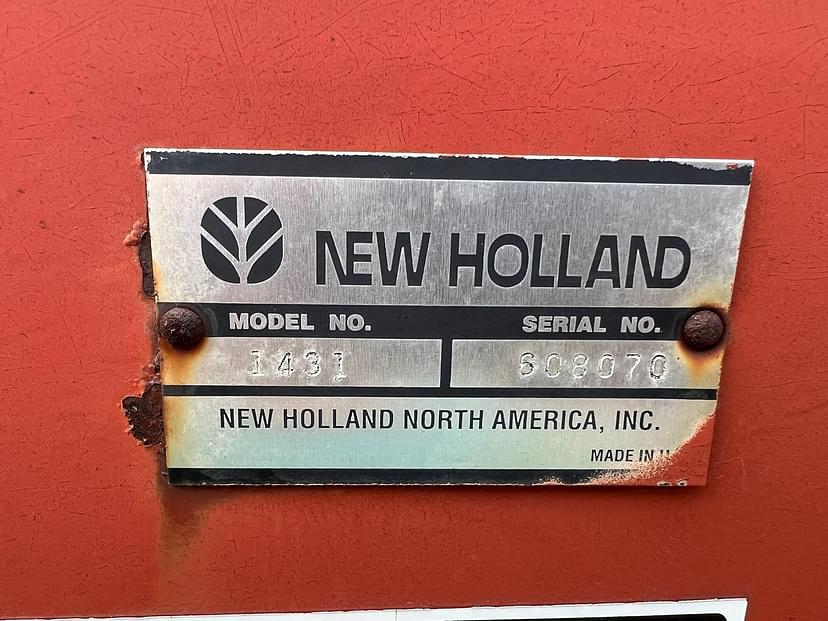 NEW HOLLAND
MODEL NO. SERIAL NO.
1431 608070
NEW HOLLAND NORTH AMERICA, INC.
MADE IN